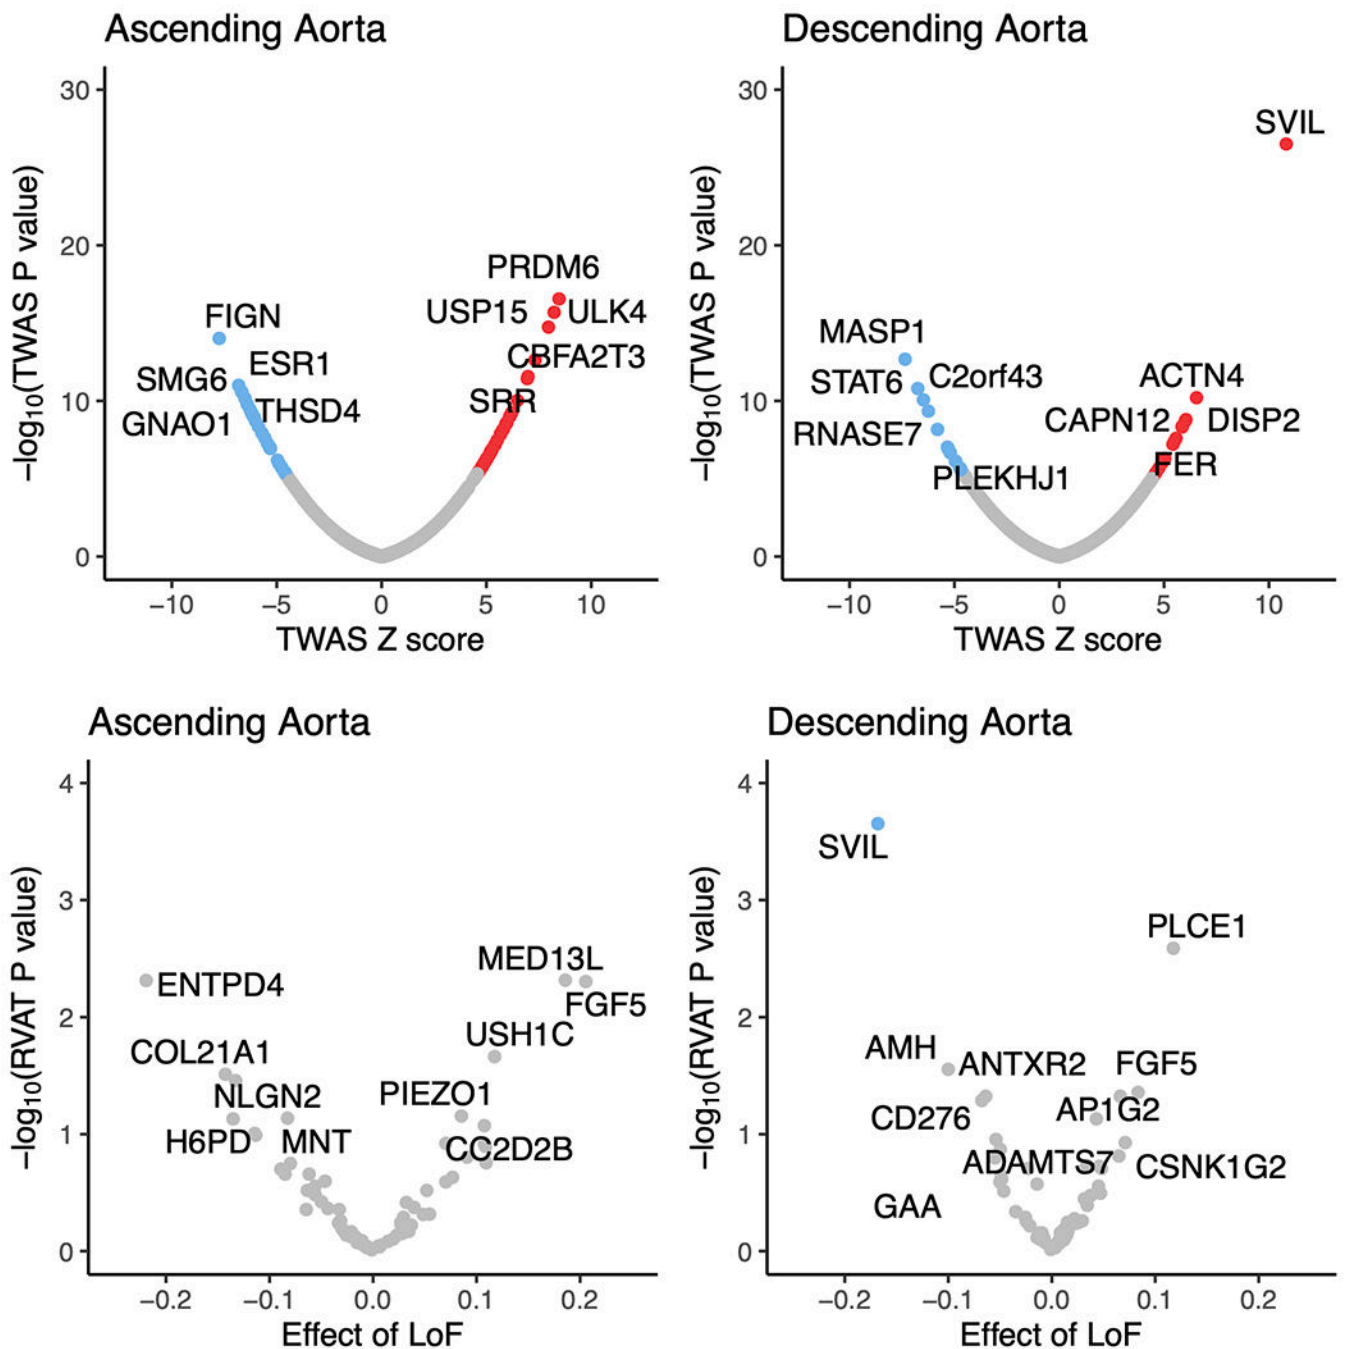 Ascending Aorta
−log10(TWAS P value)
30
20
10
0
PRDM6
USP15
ULK4
FIGN
CBFA2T3
ESR1
SMG6
SRR
THSD4
GNAO1
−10 −5 0 5 10
TWAS Z score
Descending Aorta
−log10(TWAS P value)
30
20
10
0
SVIL
MASP1
STAT6
C2orf43
ACTN4
CAPN12
DISP2
RNASE7
FER
PLEKHJ1
−10 −5 0 5 10
TWAS Z score
Ascending Aorta
−log10(RVAT P value)
4
3
2
1
0
MED13L
ENTPD4
FGF5
USH1C
COL21A1
NLGN2
PIEZO1
H6PD
MNT
CC2D2B
−0.2 −0.1 0.0 0.1 0.2
Effect of LoF
Descending Aorta
−log10(RVAT P value)
4
3
2
1
0
SVIL
PLCE1
AMH
ANTXR2
FGF5
CD276
AP1G2
ADAMTS7
CSNK1G2
GAA
−0.2 −0.1 0.0 0.1 0.2
Effect of LoF